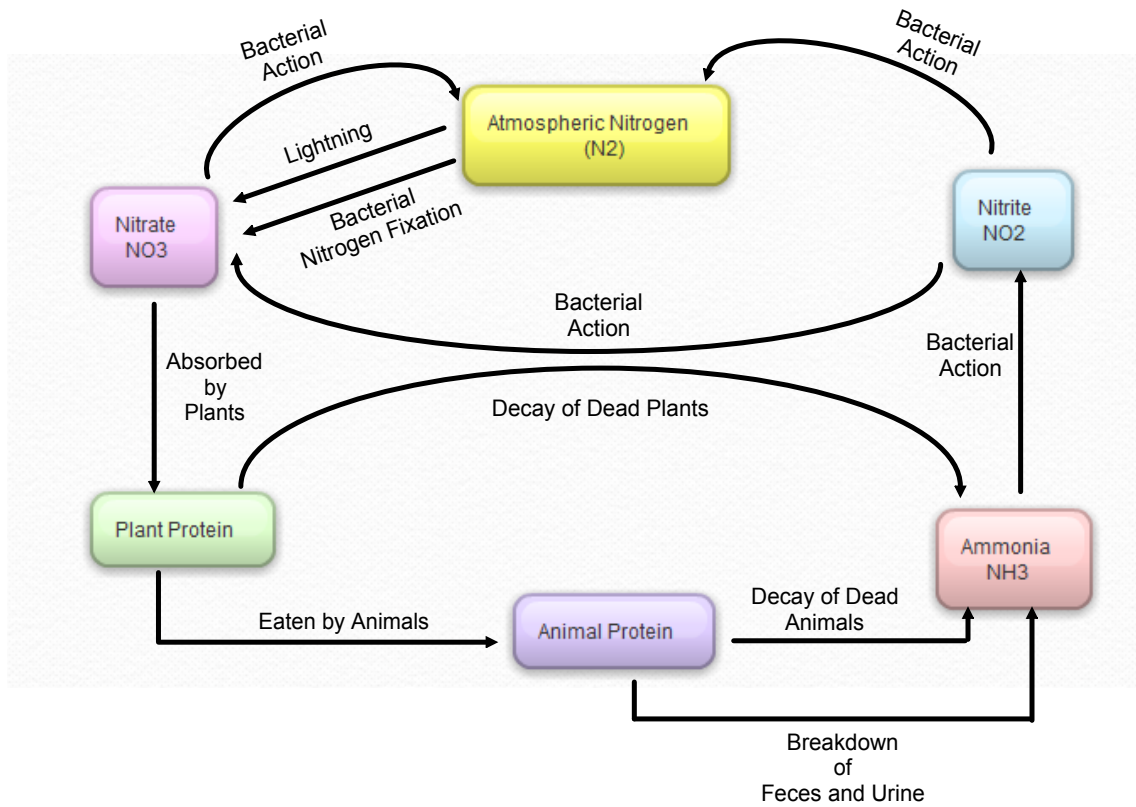 Bacterial
Action
Bacterial
Action
Atmospheric Nitrogen
(N2)
Lightning
Bacterial
Nitrogen Fixation
Nitrate
NO3
Nitrite
NO2
Bacterial
Action
Bacterial
Action
Absorbed
by
Plants
Decay of Dead Plants
Plant Protein
Ammonia
NH3
Eaten by Animals
Animal Protein
Decay of Dead
Animals
Breakdown
of
Feces and Urine